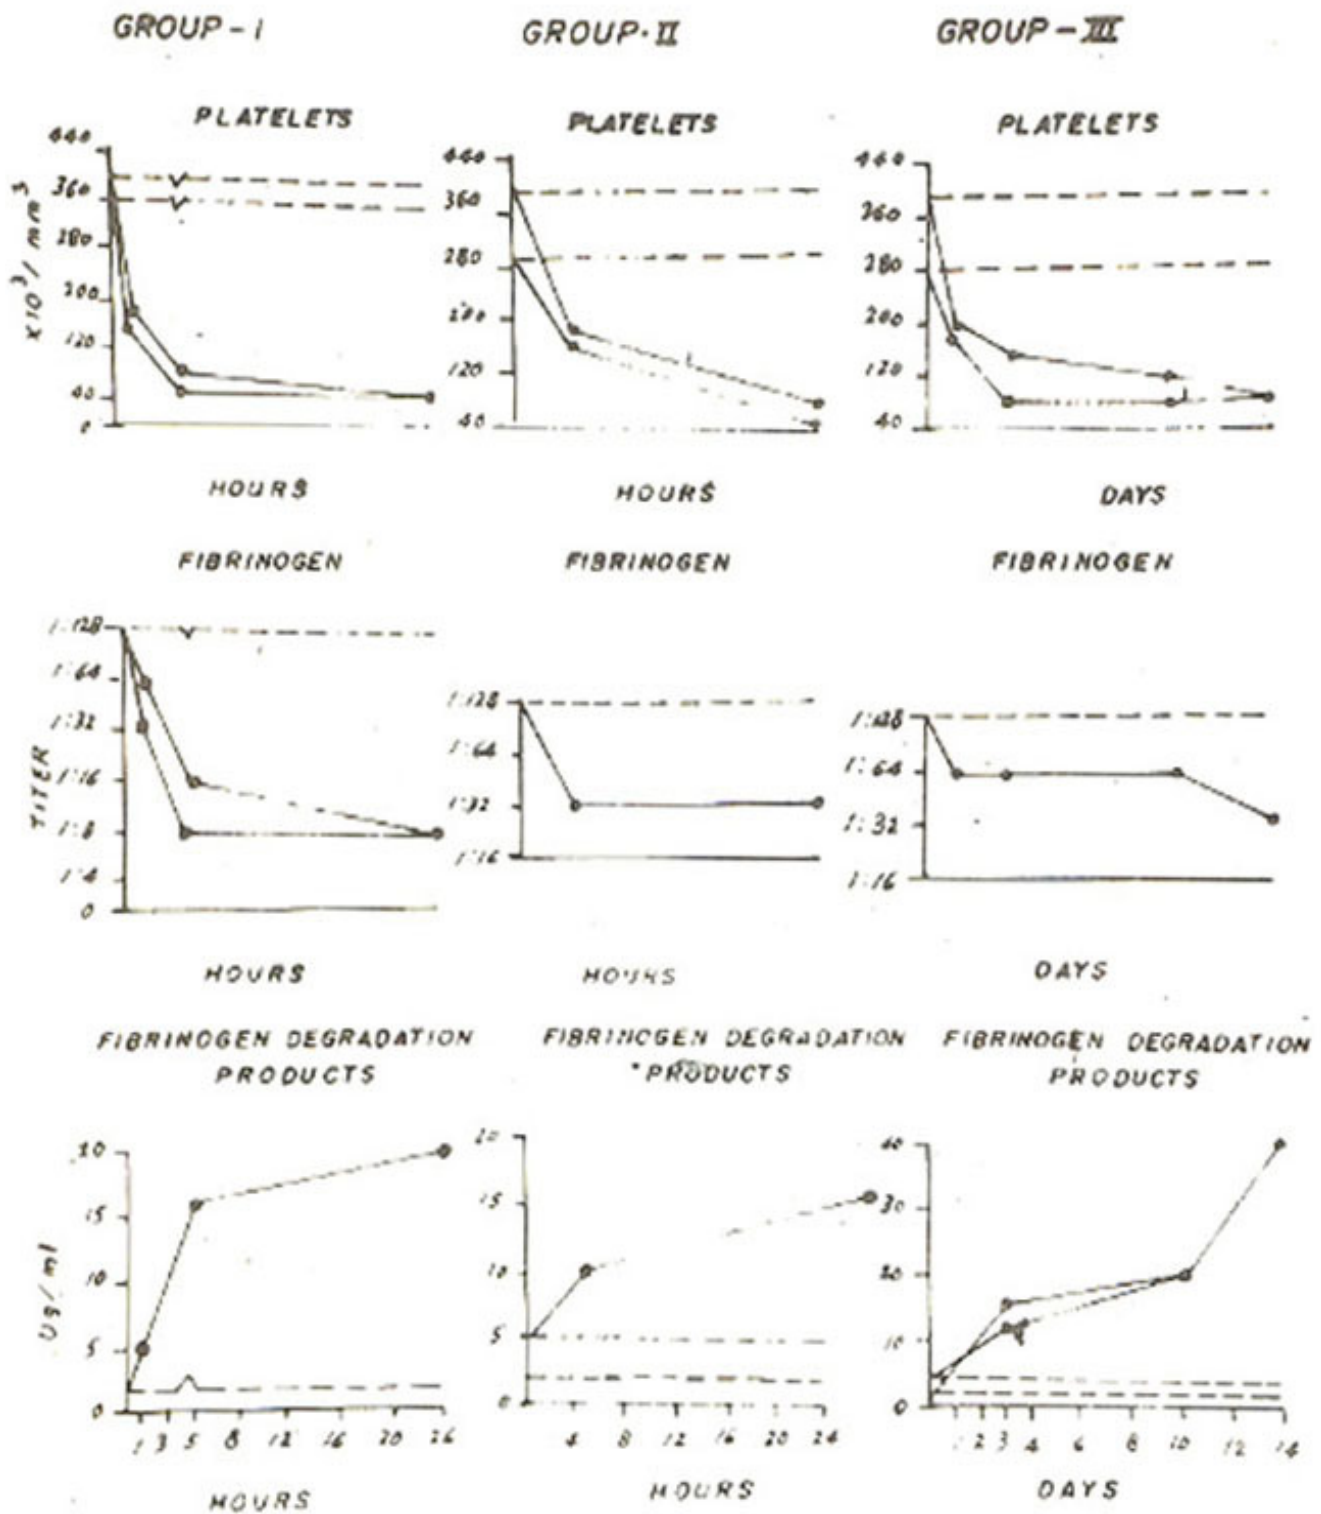 GROUP-I GROUP·II GROUP-III
PLATELETS PLATELETS PLATELETS
440 360 280 200 120 40 0
X10³/mm³
440 360 280 200 120 40
440 360 280 200 120 40
HOURS HOURS DAYS
FIBRINOGEN FIBRINOGEN FIBRINOGEN
1:128 1:64 1:32 1:16 1:8 1:4 0
TITER
1:128 1:64 1:32 1:16
1:128 1:64 1:32 1:16
HOURS HOURS DAYS
FIBRINOGEN DEGRADATION FIBRINOGEN DEGRADATION FIBRINOGEN DEGRADATION
PRODUCTS PRODUCTS PRODUCTS
20 15 10 5 0
Ug/ml
20 15 10 5 0
40 30 20 10 0
1 3 5 8 12 16 20 26
4 8 12 16 20 24
1 2 3 4 6 8 10 12 14
HOURS HOURS DAYS